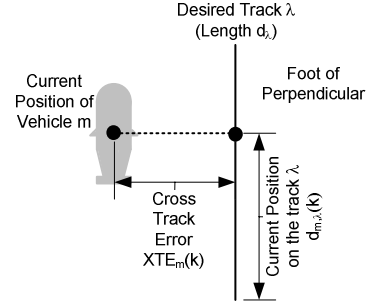 Desired Track λ
(Length dλ)
Current
Position of
Vehicle m
Foot of
Perpendicular
Cross
Track
Error
XTEm(k)
Current Position
on the track λ
dm,λ(k)